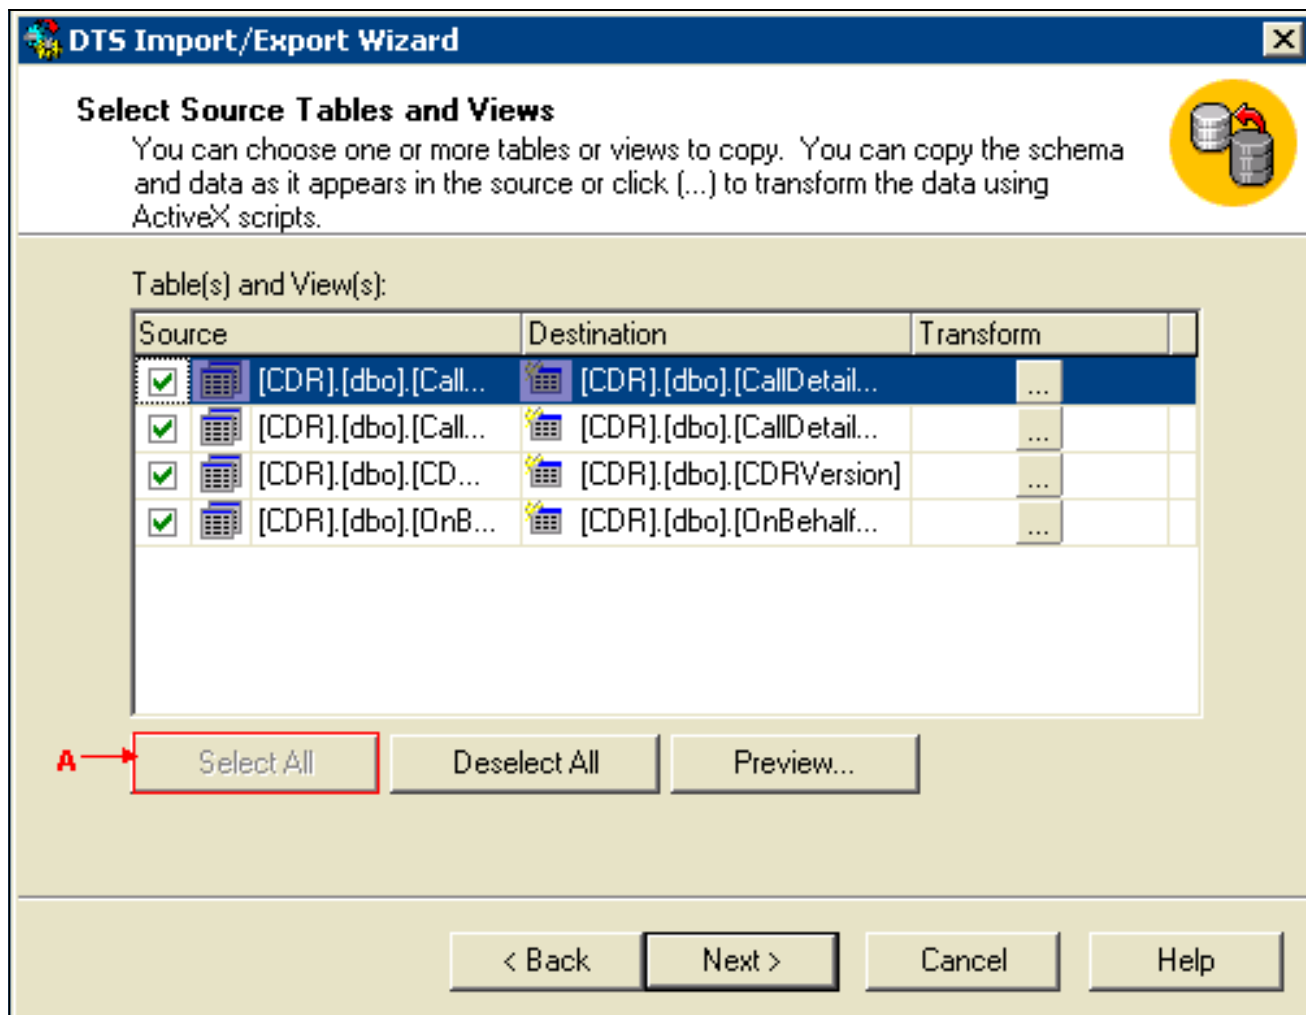 DTS Import/Export Wizard
Select Source Tables and Views
You can choose one or more tables or views to copy.  You can copy the schema
and data as it appears in the source or click (...) to transform the data using
ActiveX scripts.
Table(s) and View(s):
Source Destination Transform
[CDR].[dbo].[Call... [CDR].[dbo].[CallDetail... ...
[CDR].[dbo].[Call... [CDR].[dbo].[CallDetail... ...
[CDR].[dbo].[CD... [CDR].[dbo].[CDRVersion] ...
[CDR].[dbo].[OnB... [CDR].[dbo].[OnBehalf... ...
A Select All Deselect All Preview...
< Back Next > Cancel Help